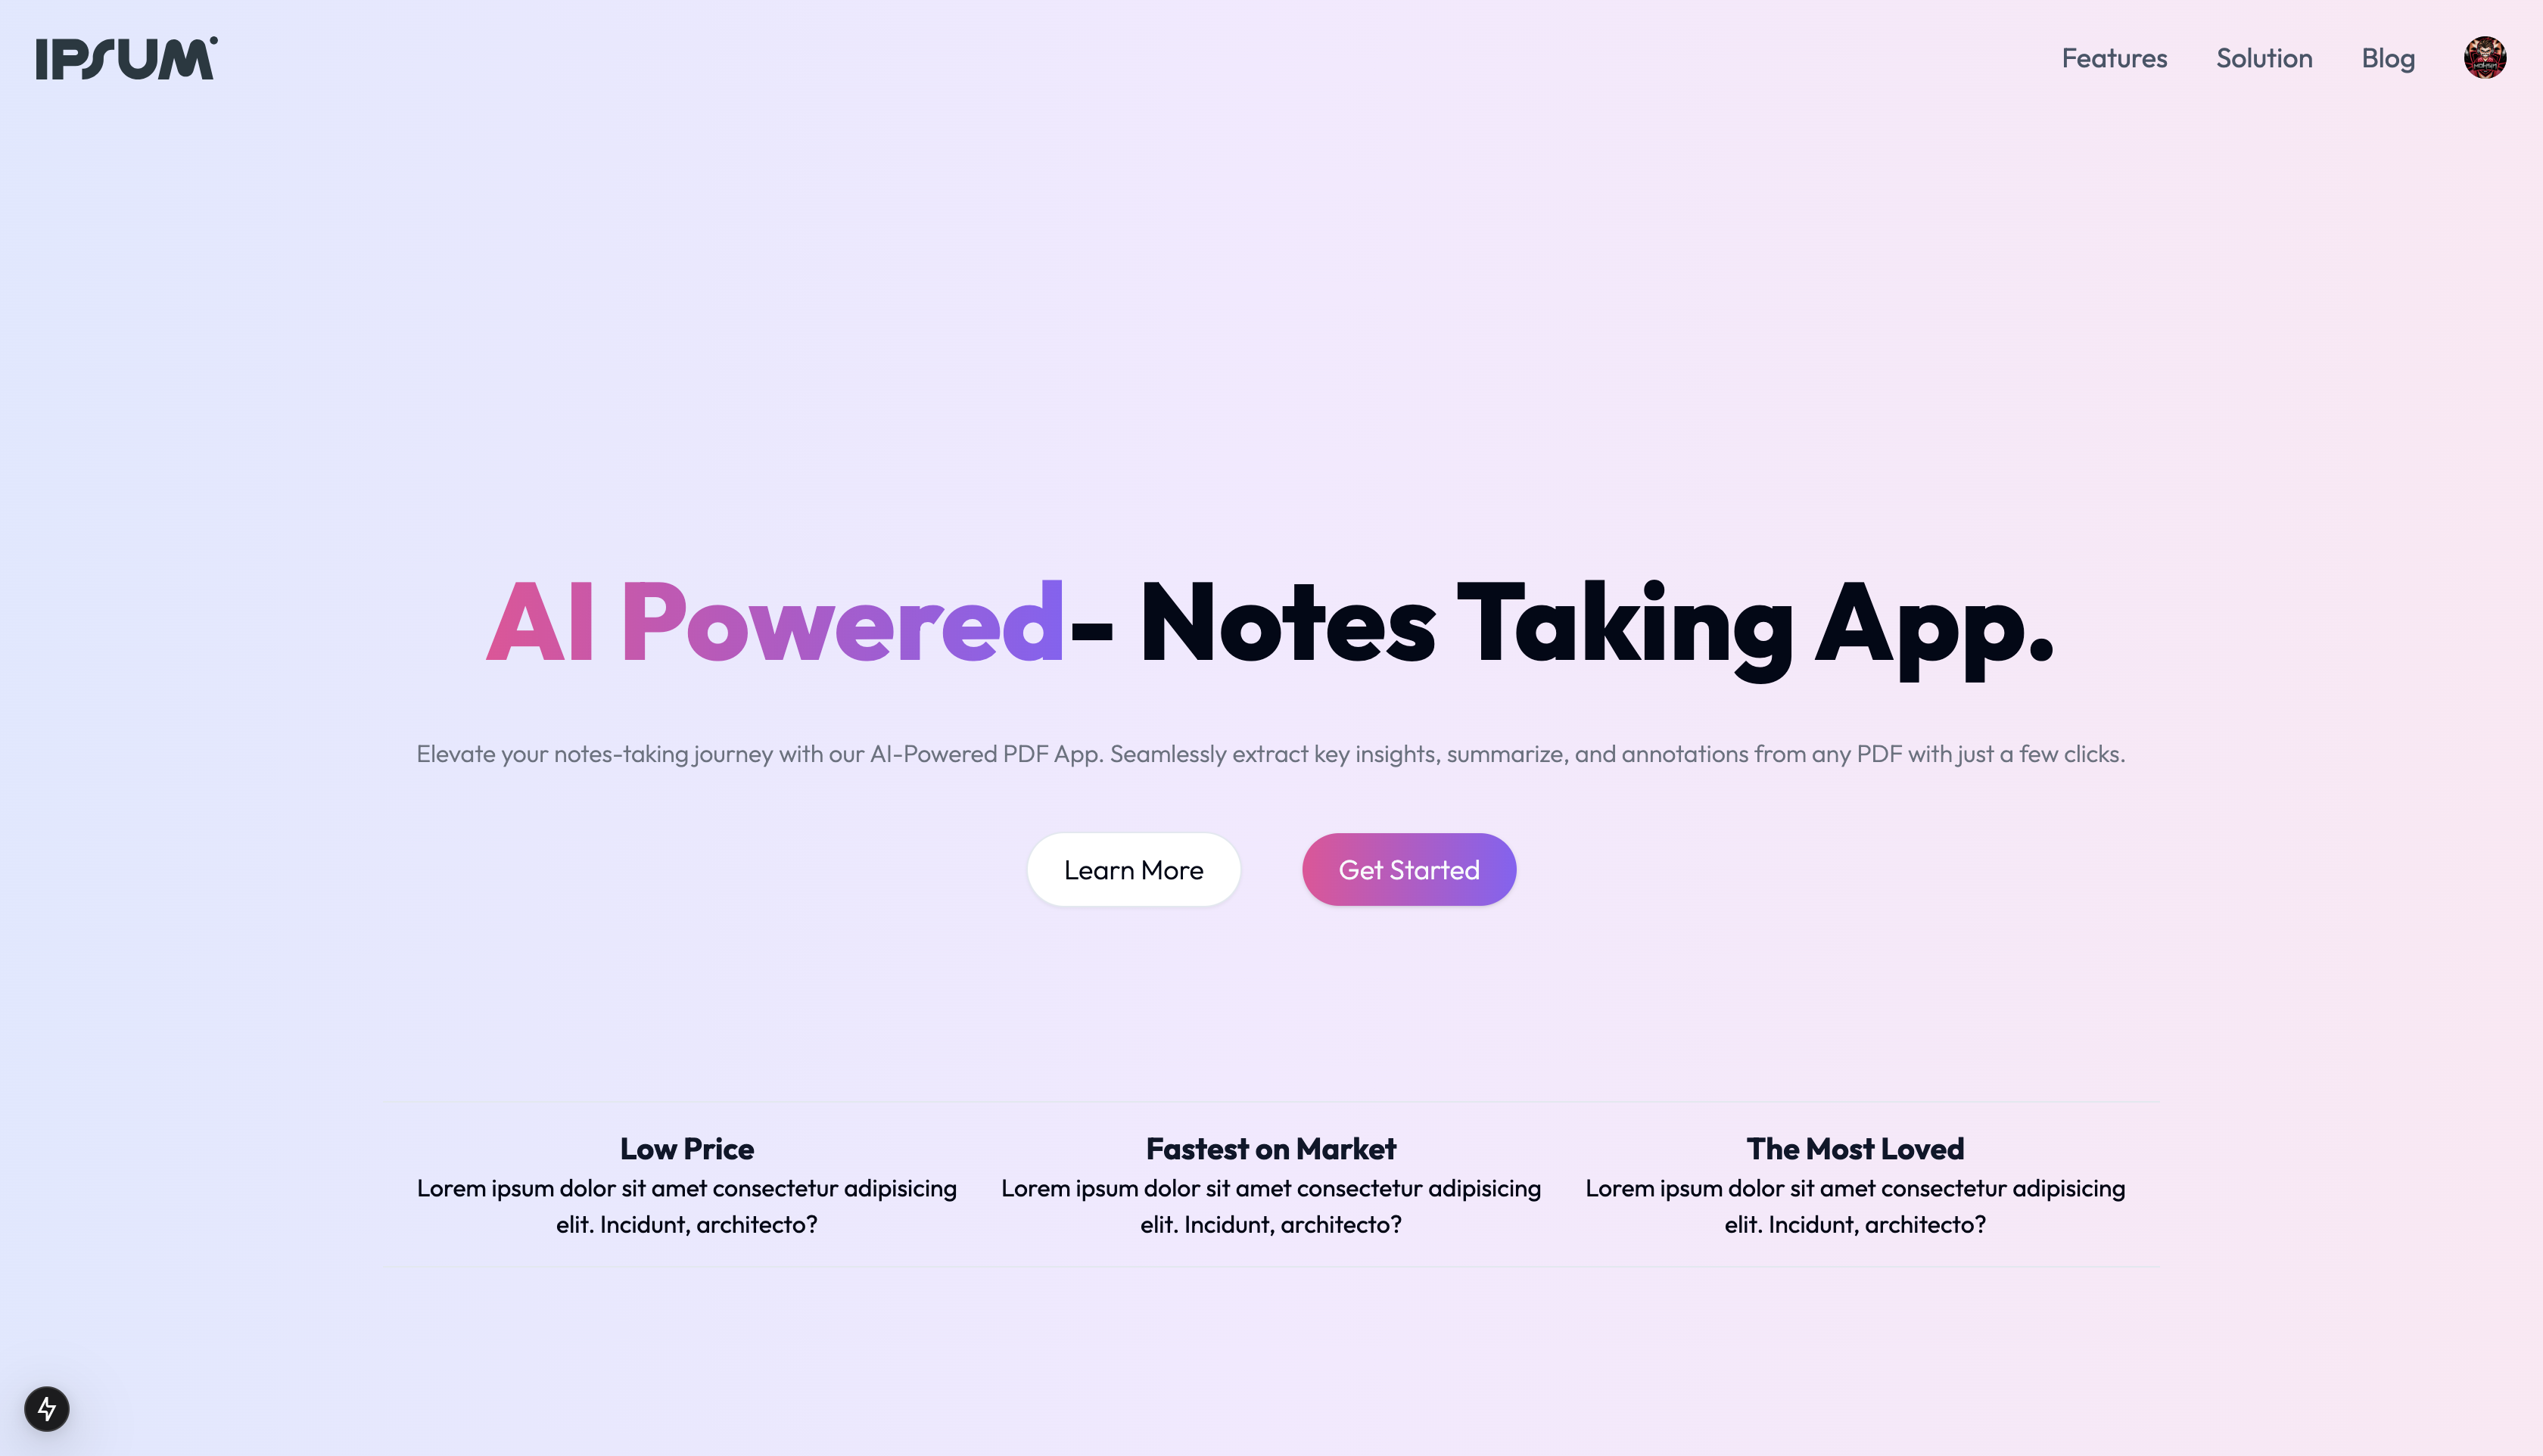 IPSUM
Features
Solution
Blog
AI Powered- Notes Taking App.
Elevate your notes-taking journey with our AI-Powered PDF App. Seamlessly extract key insights, summarize, and annotations from any PDF with just a few clicks.
Learn More
Get Started
Low Price
Lorem ipsum dolor sit amet consectetur adipisicing
elit. Incidunt, architecto?
Fastest on Market
Lorem ipsum dolor sit amet consectetur adipisicing
elit. Incidunt, architecto?
The Most Loved
Lorem ipsum dolor sit amet consectetur adipisicing
elit. Incidunt, architecto?